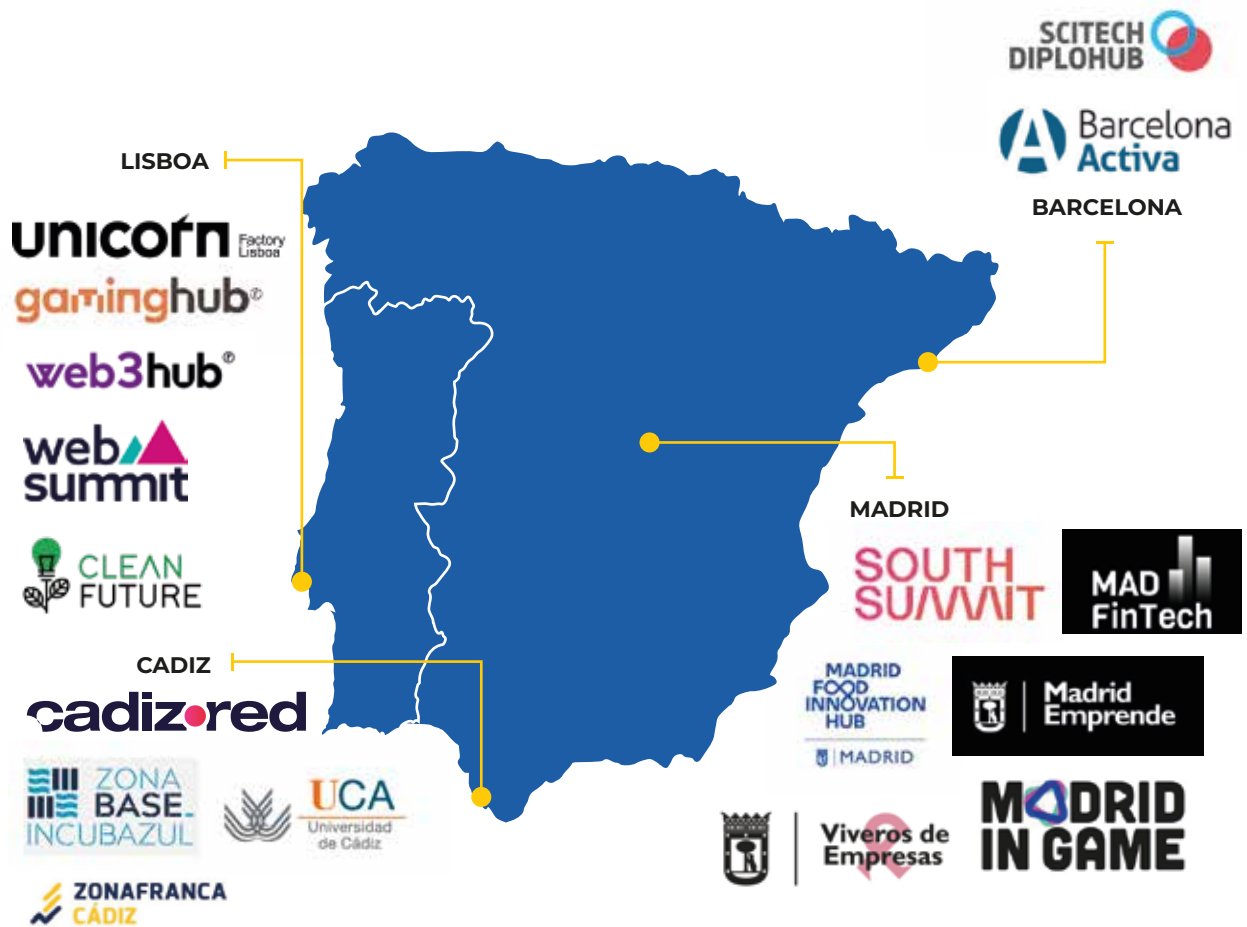 SCITECH
DIPLOHUB
Barcelona
Activa
BARCELONA
LISBOA
unicorn Factory
Lisboa
gaminghub
web3hub
web
summit
CLEAN
FUTURE
CADIZ
cadiz red
ZONA
BASE
INCUBAZUL
UCA
Universidad
de Cádiz
ZONAFRANCA
CÁDIZ
MADRID
SOUTH
SUMMIT
MAD
FinTech
MADRID
FOOD
INNOVATION
HUB
MADRID
Madrid
Emprende
Viveros de
Empresas
MADRID
IN GAME